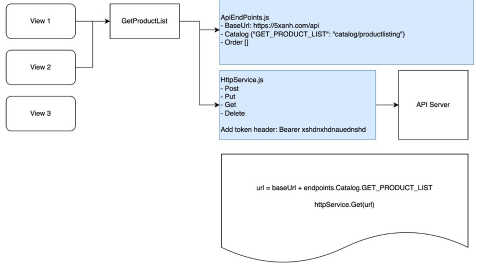 View 1
GetProductList
ApiEndPoints.js
- BaseUrl: https://5xanh.com/api
- Catalog {"GET_PRODUCT_LIST": "catalog/productlisting"}
- Order []
View 2
HttpService.js
- Post
- Put
- Get
- Delete
Add token header: Bearer xshdnxhdnauednshd
API Server
View 3
url = baseUrl + endpoints.Catalog.GET_PRODUCT_LIST
httpService.Get(url)